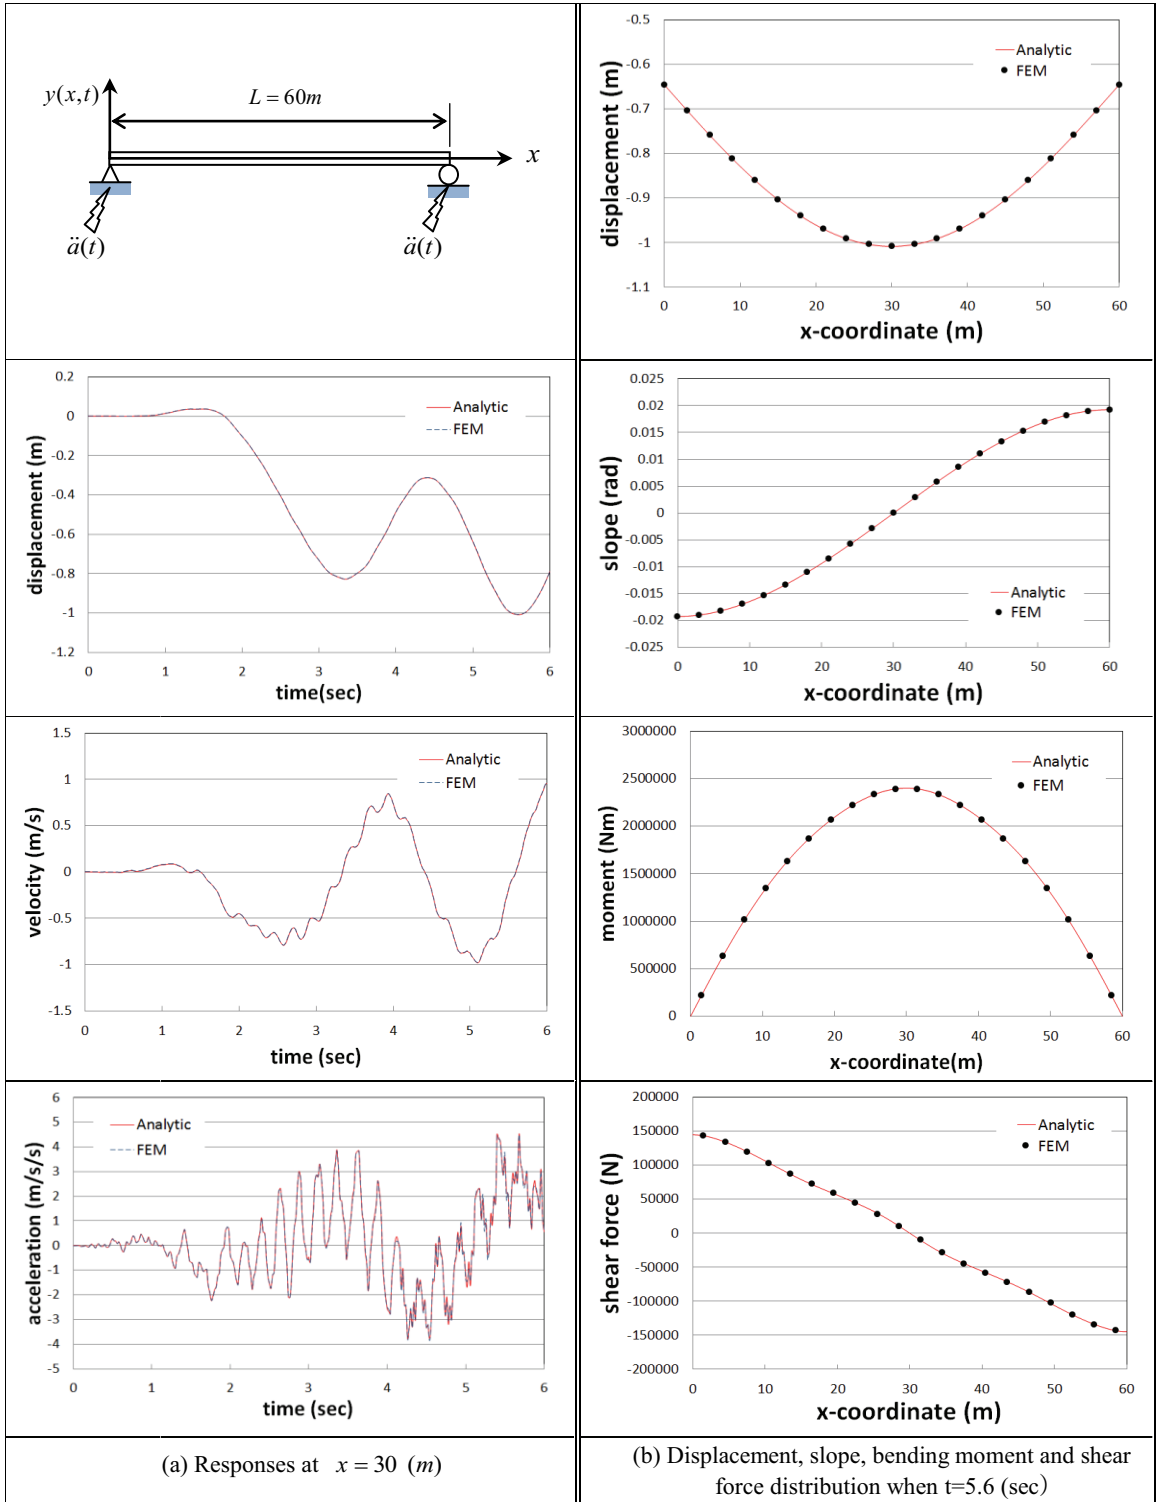 y(x,t)
L = 60m
x
ä(t)
ä(t)
-0.5
-0.6
-0.7
-0.8
-0.9
-1
-1.1
displacement (m)
Analytic
FEM
0 10 20 30 40 50 60
x-coordinate (m)
0.2
0
-0.2
-0.4
-0.6
-0.8
-1
-1.2
displacement (m)
Analytic
FEM
0 1 2 3 4 5 6
time(sec)
0.025
0.02
0.015
0.01
0.005
0
-0.005
-0.01
-0.015
-0.02
-0.025
slope (rad)
Analytic
FEM
0 10 20 30 40 50 60
x-coordinate (m)
1.5
1
0.5
0
-0.5
-1
-1.5
velocity (m/s)
Analytic
FEM
0 1 2 3 4 5 6
time (sec)
3000000
2500000
2000000
1500000
1000000
500000
0
moment (Nm)
Analytic
FEM
0 10 20 30 40 50 60
x-coordinate(m)
6
5
4
3
2
1
0
-1
-2
-3
-4
-5
acceleration (m/s/s)
Analytic
FEM
0 1 2 3 4 5 6
time (sec)
200000
150000
100000
50000
0
-50000
-100000
-150000
-200000
shear force (N)
Analytic
FEM
0 10 20 30 40 50 60
x-coordinate (m)
(a) Responses at x = 30 (m)
(b) Displacement, slope, bending moment and shear
force distribution when t=5.6 (sec)